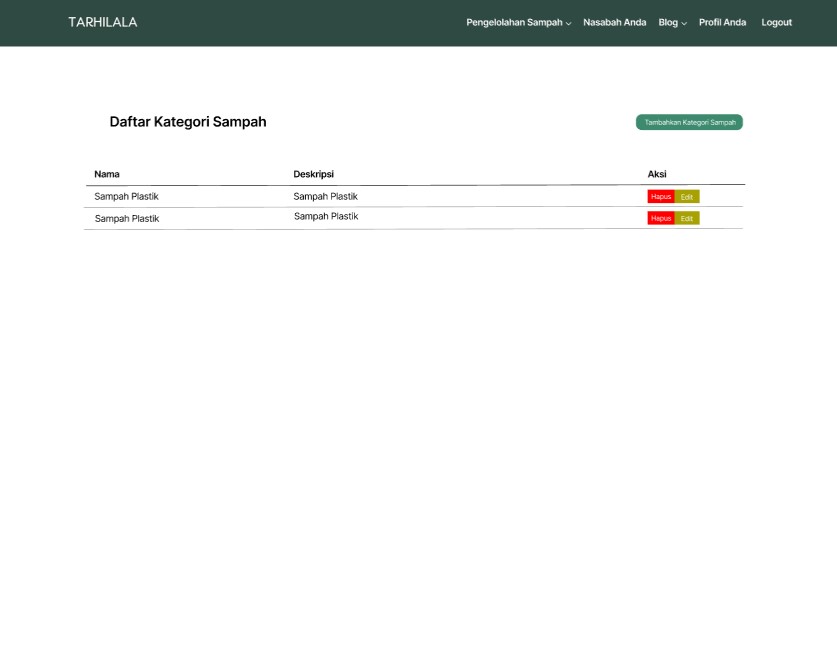 TARHILALA Pengelolahan Sampah Nasabah Anda Blog Profil Anda Logout
Daftar Kategori Sampah Tambahkan Kategori Sampah
Nama Deskripsi Aksi
Sampah Plastik Sampah Plastik Hapus Edit
Sampah Plastik Sampah Plastik Hapus Edit